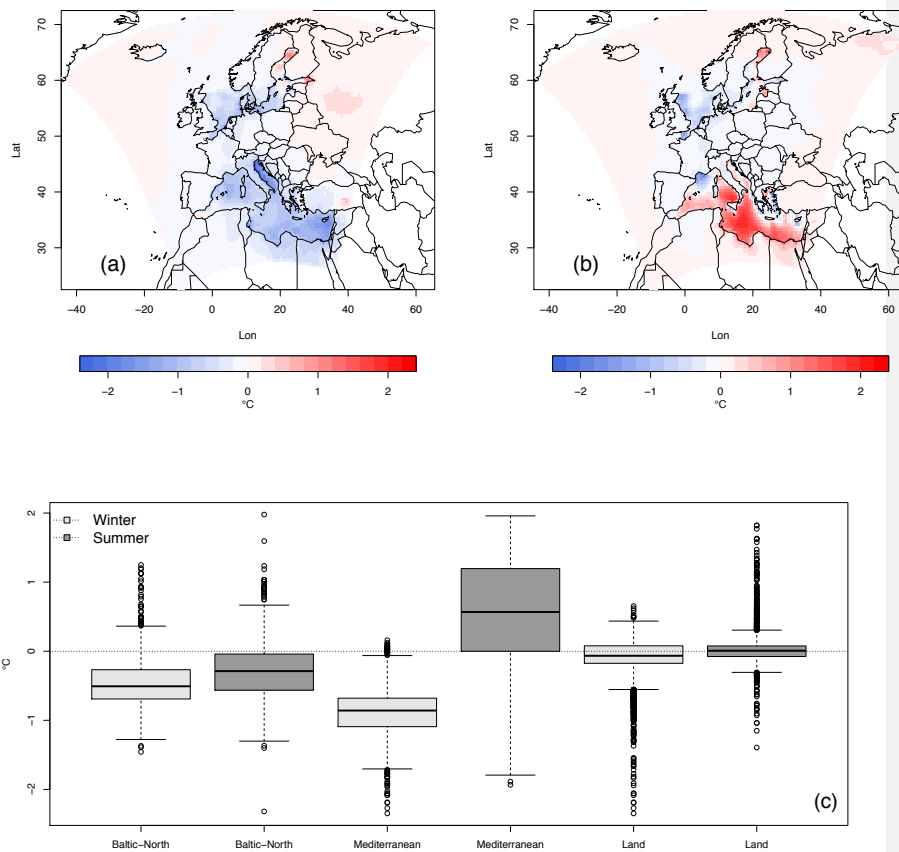 70
60
50
40
30
Lat
(a)
−40
−20
0
20
40
60
Lon
−2
−1
0
1
2
°C
70
60
50
40
30
Lat
(b)
−40
−20
0
20
40
60
Lon
−2
−1
0
1
2
°C
2
1
0
−1
−2
°C
Winter
Summer
(c)
Baltic−North
Baltic−North
Mediterranean
Mediterranean
Land
Land